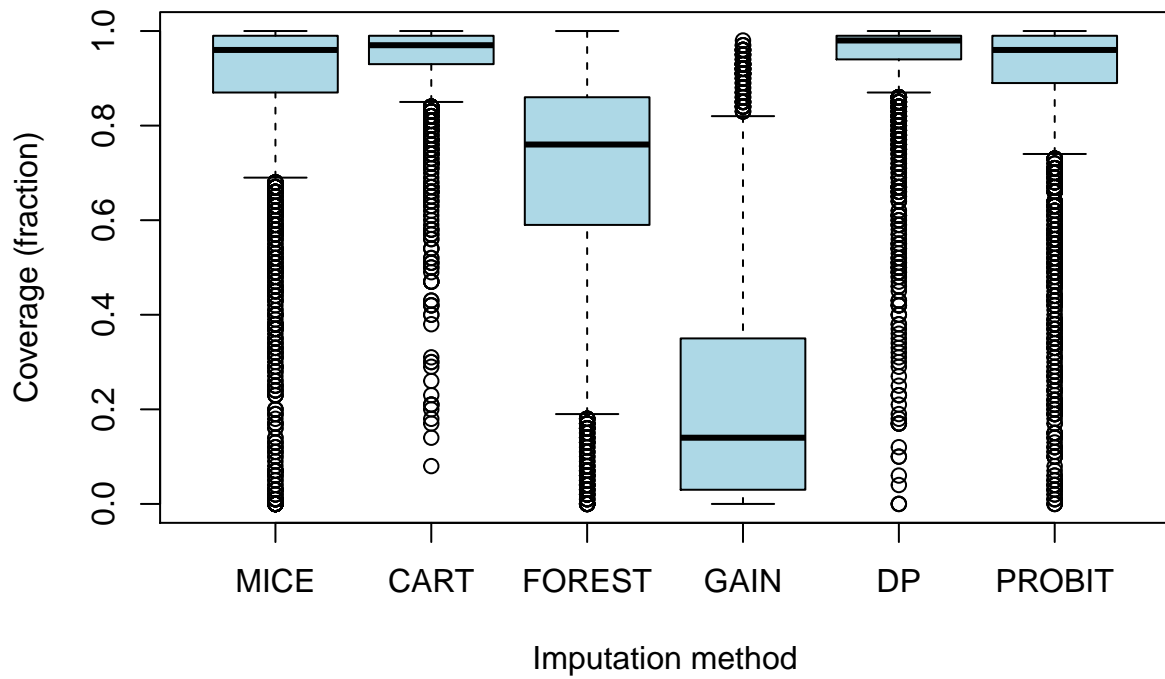 Coverage (fraction)
1.0
0.8
0.6
0.4
0.2
0.0
MICE CART FOREST GAIN DP PROBIT
Imputation method